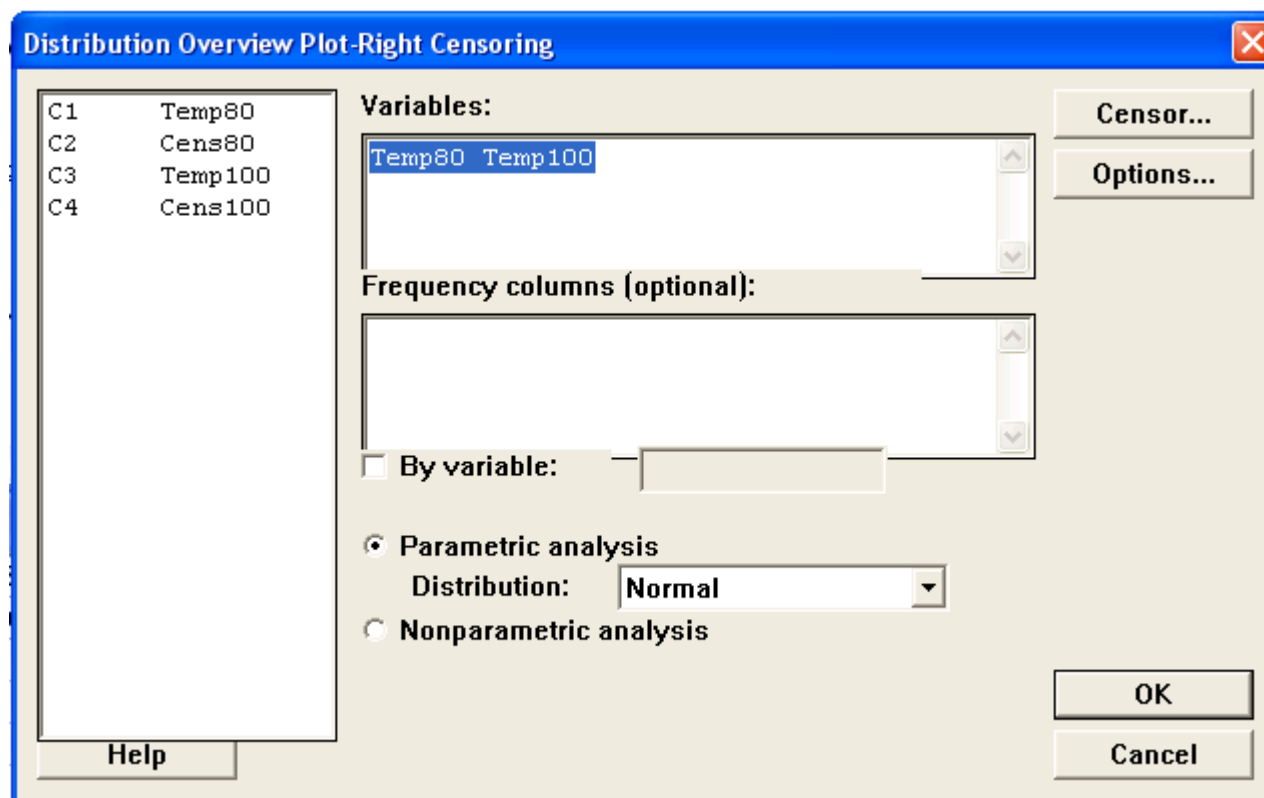 Distribution Overview Plot-Right Censoring
C1 Temp80
C2 Cens80
C3 Temp100
C4 Cens100
Variables:
Temp80 Temp100
Frequency columns (optional):
By variable:
Parametric analysis
Distribution: Normal
Nonparametric analysis
Censor...
Options...
OK
Help
Cancel